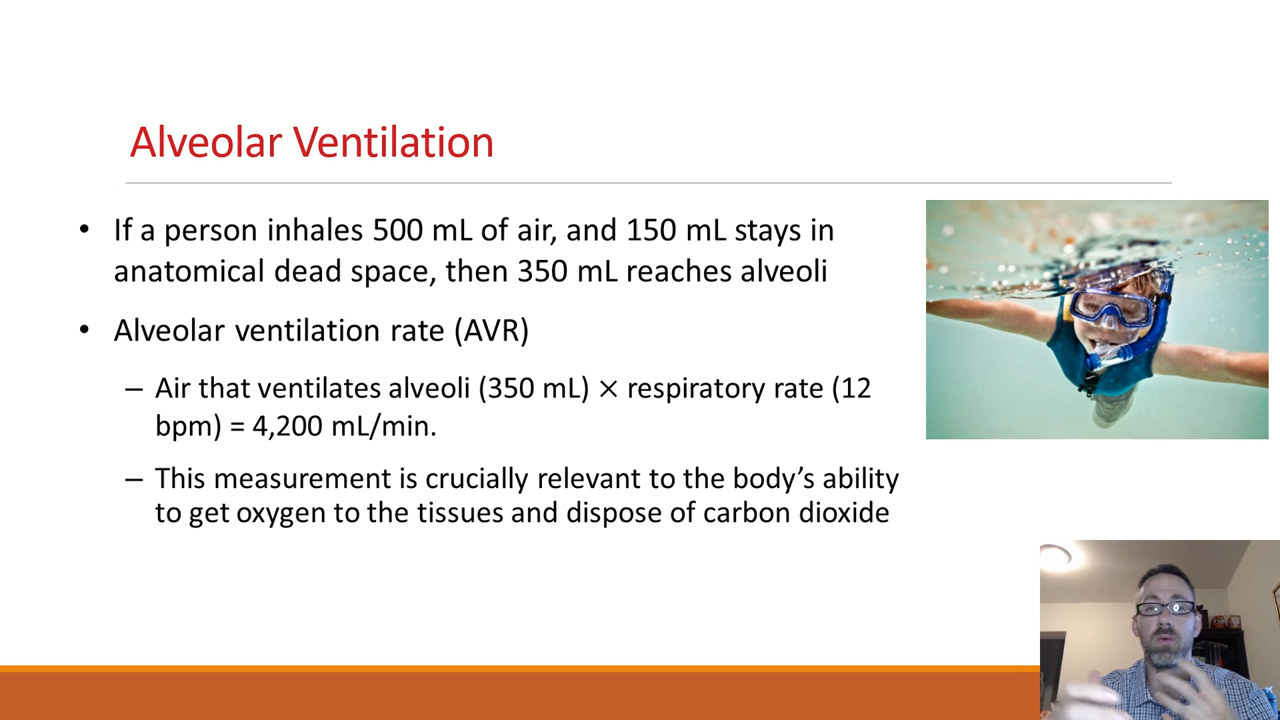 Alveolar Ventilation
• If a person inhales 500 mL of air, and 150 mL stays in
anatomical dead space, then 350 mL reaches alveoli
• Alveolar ventilation rate (AVR)
– Air that ventilates alveoli (350 mL) × respiratory rate (12
bpm) = 4,200 mL/min.
– This measurement is crucially relevant to the body’s ability
to get oxygen to the tissues and dispose of carbon dioxide